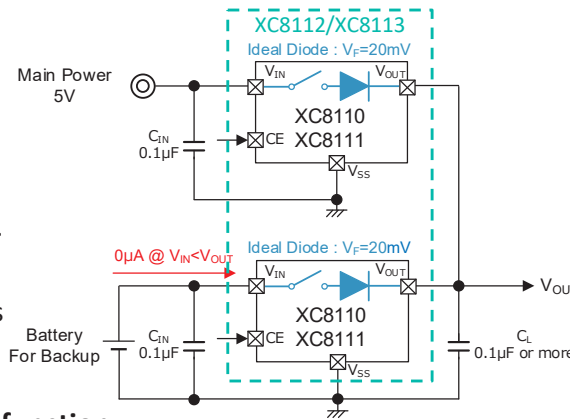 XC8112/XC8113
Ideal Diode : VF=20mV
VIN
VOUT
Main Power
5V
XC8110
CIN
0.1µF
CE
XC8111
VSS
0µA @ VIN<VOUT
Ideal Diode : VF=20mV
VIN
VOUT
VOU
s
XC8110
Battery
For Backup
CIN
0.1µF
CE
XC8111
CL
0.1µF or more
VSS
function